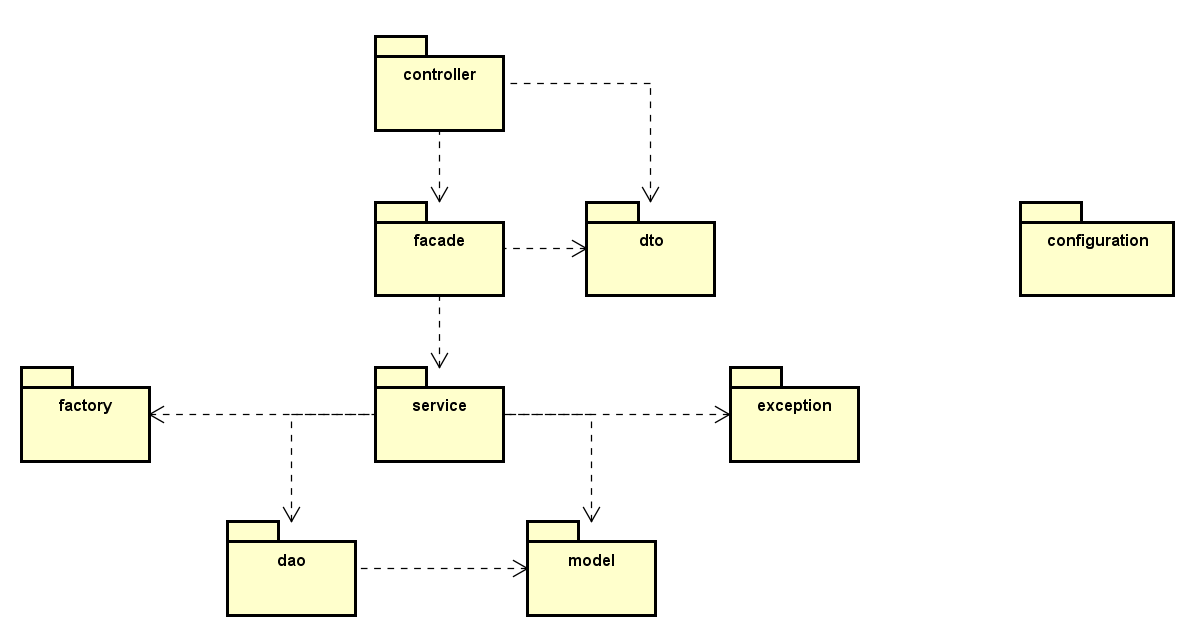 controller
facade
dto
configuration
factory
service
exception
dao
model